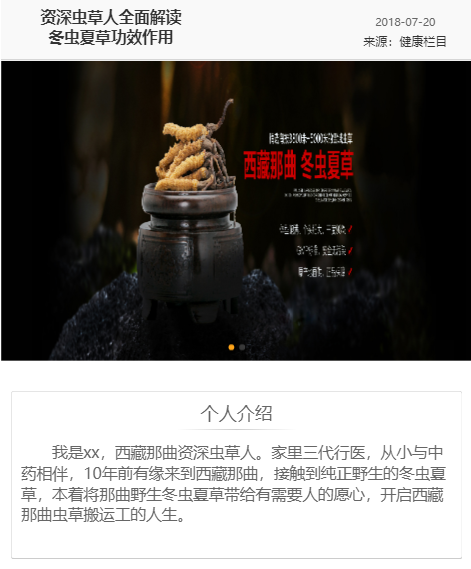 资深虫草人全面解读
冬虫夏草功效作用
2018-07-20
来源：健康栏目
西藏那曲 冬虫夏草
个人介绍
我是xx，西藏那曲资深虫草人。家里三代行医，从小与中
药相伴，10年前有缘来到西藏那曲，接触到纯正野生的冬虫夏
草，本着将那曲野生冬虫夏草带给有需要人的愿心，开启西藏
那曲虫草搬运工的人生。